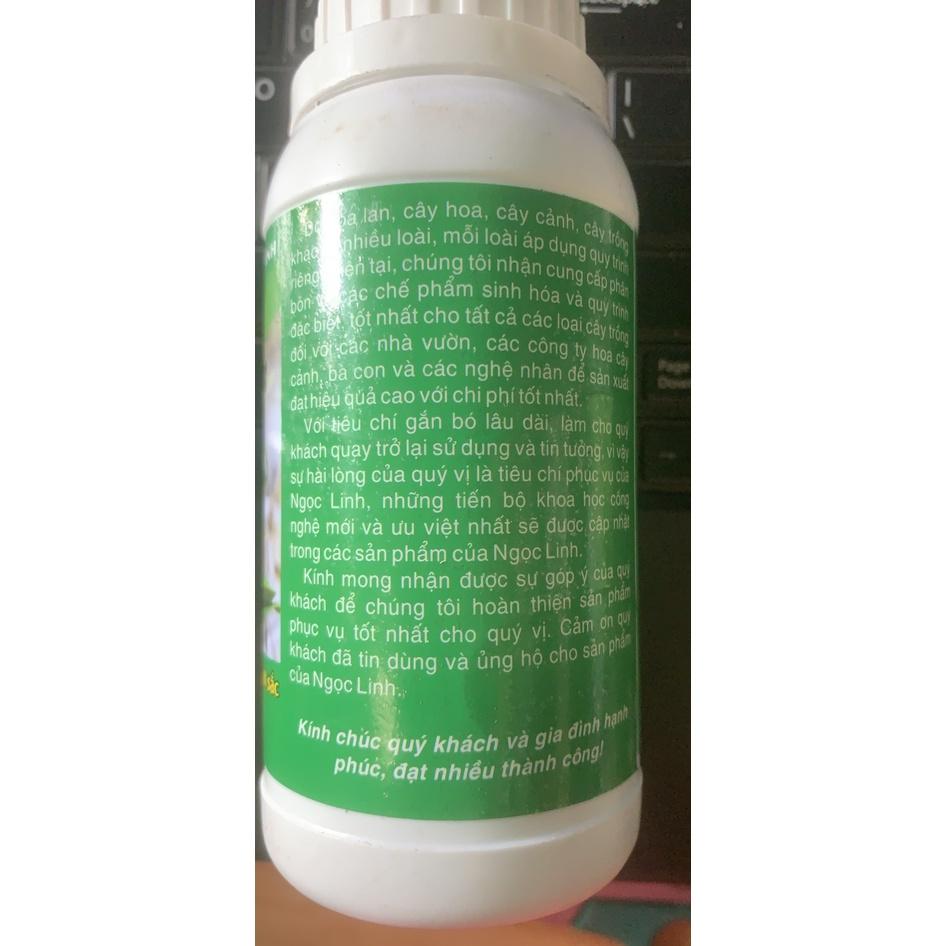 lan, cây hoa, cây cảnh, cây trồng
khác nhiều loài, mỗi loài áp dụng quy trình
riêng tại, chúng tôi nhận cung cấp phân
bón các chế phẩm sinh hóa và quy trình
đặc biệt tốt nhất cho tất cả các loại cây trồng
đối với các nhà vườn, các công ty hoa cây
cảnh, bà con và các nghệ nhân để sản xuất
đạt hiệu quả cao với chi phí tốt nhất.
Với tiêu chí gắn bó lâu dài, làm cho quý
khách quay trở lại sử dụng và tin tưởng, vì vậy
sự hài lòng của quý vị là tiêu chí phục vụ của
Ngọc Linh, những tiến bộ khoa học công
nghệ mới và ưu việt nhất sẽ được cập nhật
trong các sản phẩm của Ngọc Linh.
Kính mong nhận được sự góp ý của quý
khách để chúng tôi hoàn thiện sản phẩm
phục vụ tốt nhất cho quý vị. Cảm ơn quý
khách đã tin dùng và ủng hộ cho sản phẩm
của Ngọc Linh.
Kính chúc quý khách và gia đình hạnh
phúc, đạt nhiều thành công!
sắc
Page